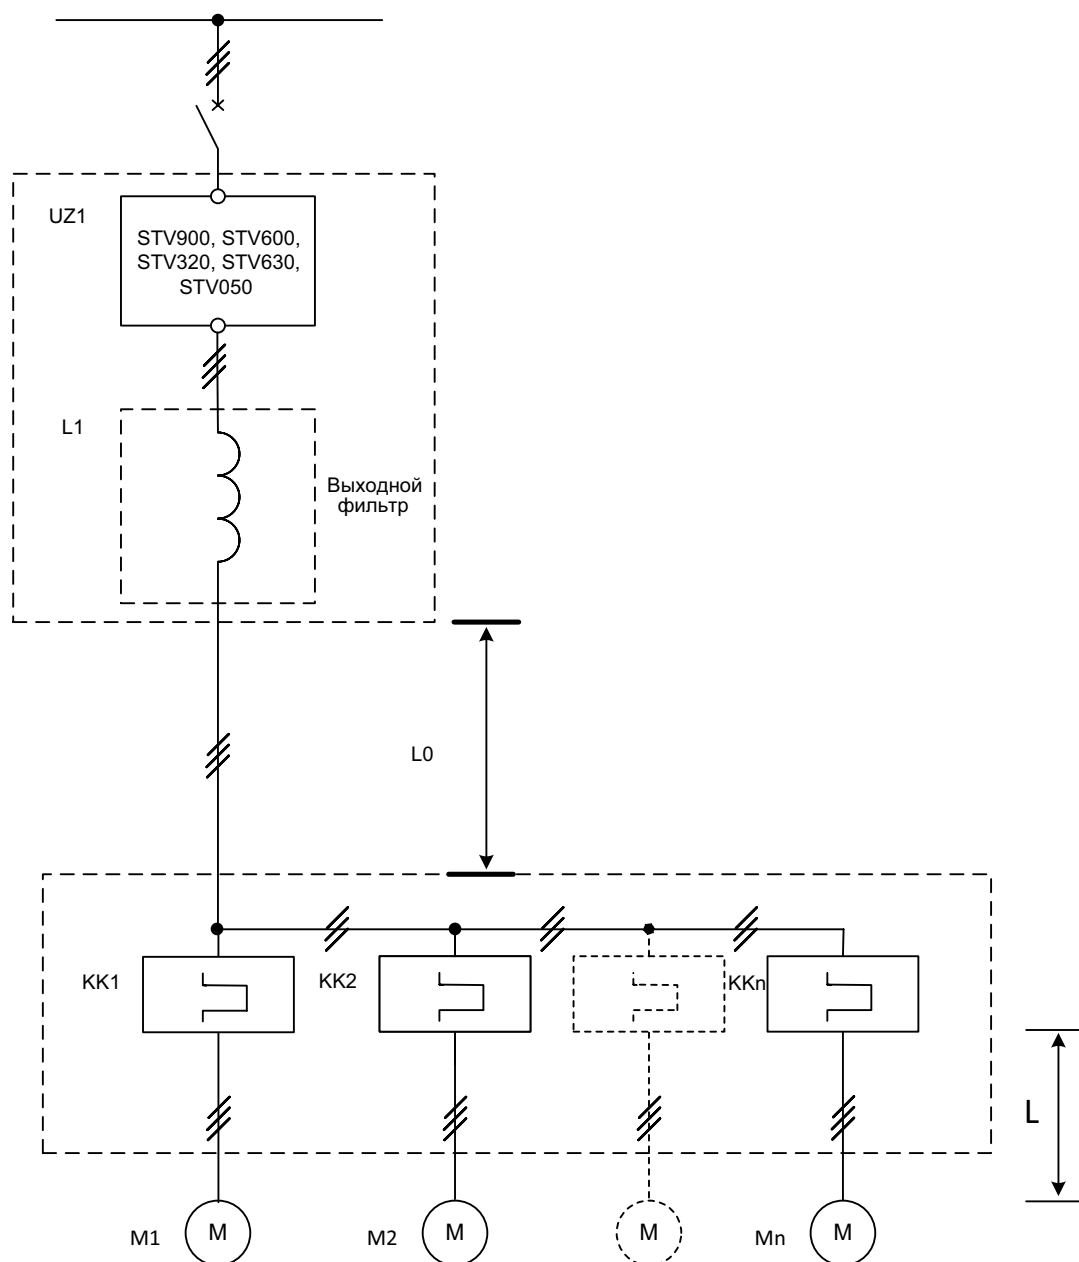 UZ1
STV900, STV600,
STV320, STV630,
STV050
L1
Выходной
фильтр
L0
KK1
KK2
KKn
L
M1
M
M2
M
M
Mn
M